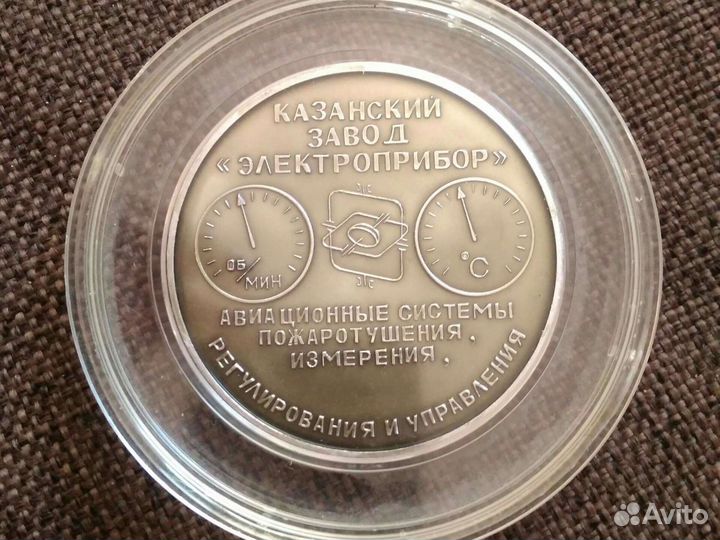 КАЗАНСКИЙ
ЗАВОД
«ЭЛЕКТРОПРИБОР»
ОБ/МИН
°С
АВИАЦИОННЫЕ СИСТЕМЫ
ПОЖАРОТУШЕНИЯ,
ИЗМЕРЕНИЯ,
РЕГУЛИРОВАНИЯ И УПРАВЛЕНИЯ
Avito